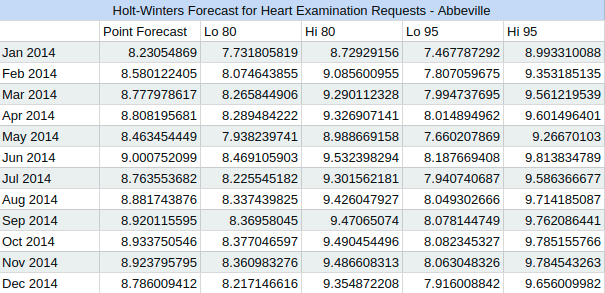 Holt-Winters Forecast for Heart Examination Requests - Abbeville
Point Forecast Lo 80 Hi 80 Lo 95 Hi 95
Jan 2014 8.23054869 7.731805819 8.72929156 7.467787292 8.993310088
Feb 2014 8.580122405 8.074643855 9.085600955 7.807059675 9.353185135
Mar 2014 8.777978617 8.265844906 9.290112328 7.994737695 9.561219539
Apr 2014 8.808195681 8.289484222 9.326907141 8.014894962 9.601496401
May 2014 8.463454449 7.938239741 8.988669158 7.660207869 9.26670103
Jun 2014 9.000752099 8.469105903 9.532398294 8.187669408 9.813834789
Jul 2014 8.763553682 8.225545182 9.301562181 7.940740687 9.586366677
Aug 2014 8.881743876 8.337439825 9.426047927 8.049302666 9.714185087
Sep 2014 8.920115595 8.36958045 9.47065074 8.078144749 9.762086441
Oct 2014 8.933750546 8.377046597 9.490454496 8.082345327 9.785155766
Nov 2014 8.923795795 8.360983276 9.486608313 8.063048326 9.784543263
Dec 2014 8.786009412 8.217146616 9.354872208 7.916008842 9.656009982